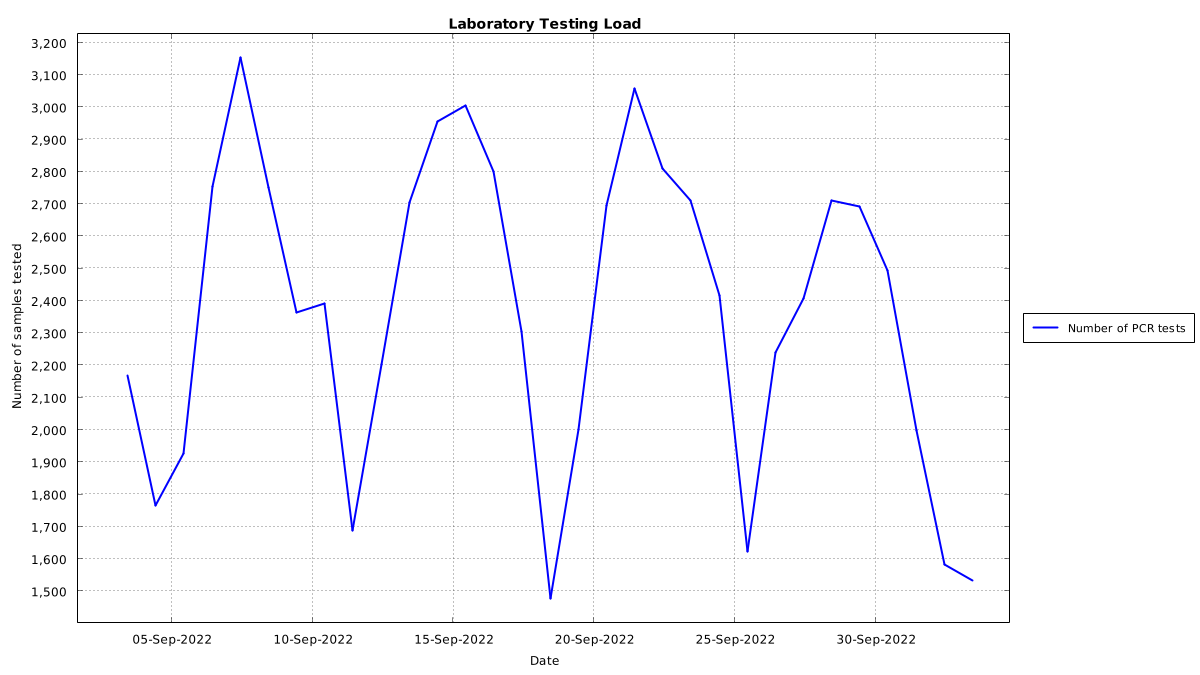 Laboratory Testing Load
3,200
3,100
3,000
2,900
2,800
2,700
2,600
2,500
2,400
2,300
2,200
2,100
2,000
1,900
1,800
1,700
1,600
1,500
Number of samples tested
05-Sep-2022
10-Sep-2022
15-Sep-2022
20-Sep-2022
25-Sep-2022
30-Sep-2022
Date
Number of PCR tests